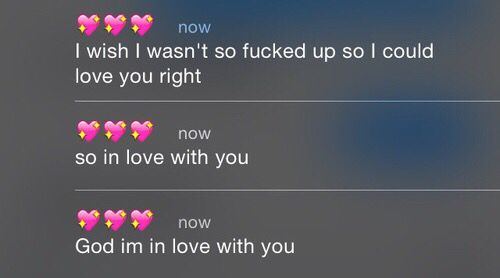 💖💖💖 now
I wish I wasn't so fucked up so I could
love you right
💖💖💖 now
so in love with you
💖💖💖 now
God im in love with you